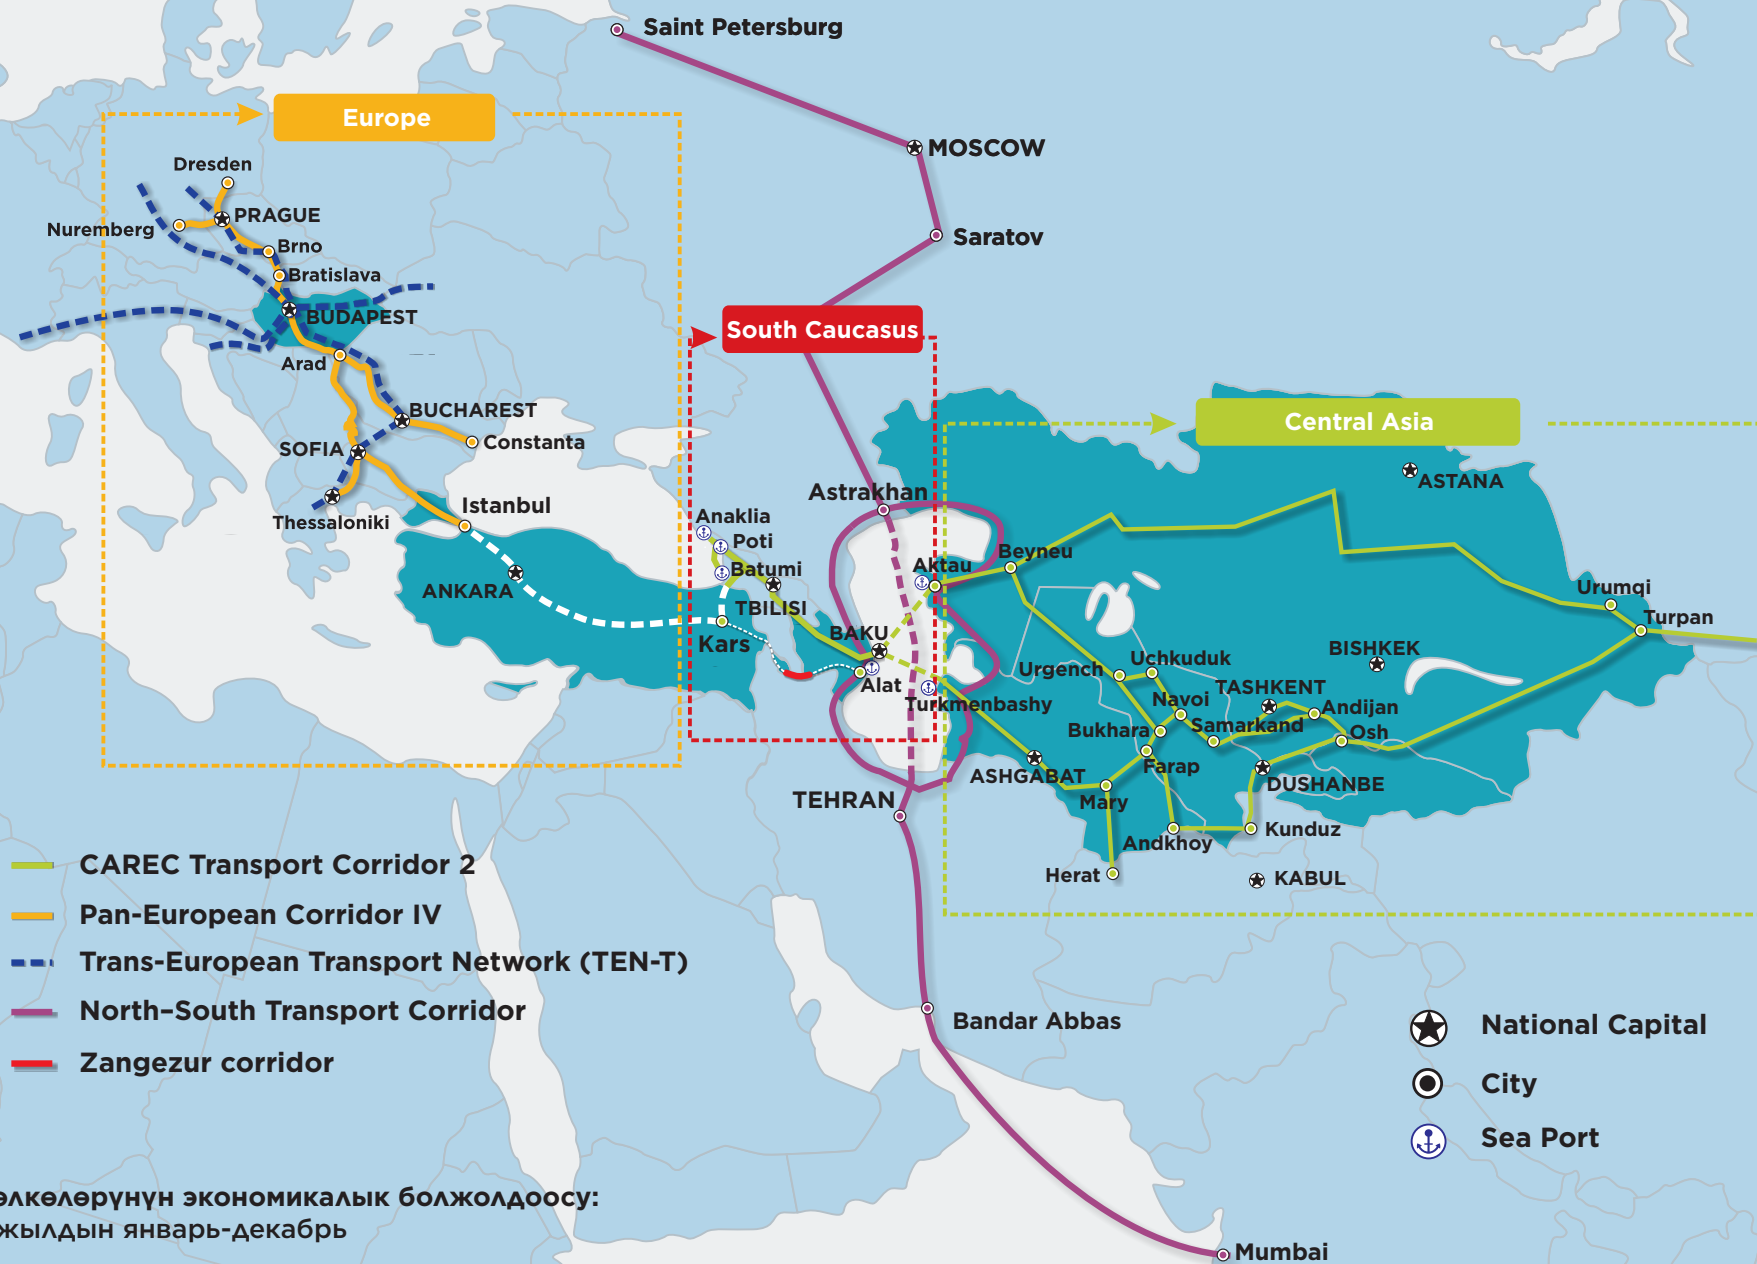 Saint Petersburg
MOSCOW
Saratov
Europe
Dresden
PRAGUE
Nuremberg
Brno
Bratislava
BUDAPEST
Arad
BUCHAREST
Constanta
SOFIA
Thessaloniki
Istanbul
ANKARA
South Caucasus
Astrakhan
Anaklia
Poti
Batumi
TBILISI
Kars
BAKU
Alat
Aktau
Turkmenbashy
TEHRAN
Central Asia
ASTANA
Beyneu
Urumqi
Turpan
BISHKEK
Urgench
Uchkuduk
TASHKENT
Navoi
Andijan
Bukhara
Samarkand
Osh
Farap
ASHGABAT
DUSHANBE
Mary
Andkhoy
Kunduz
Herat
KABUL
Bandar Abbas
Mumbai
CAREC Transport Corridor 2
Pan-European Corridor IV
Trans-European Transport Network (TEN-T)
North–South Transport Corridor
Zangezur corridor
National Capital
City
Sea Port
өлкөлөрүнүн экономикалык болжолдоосу:
жылдын январь-декабрь